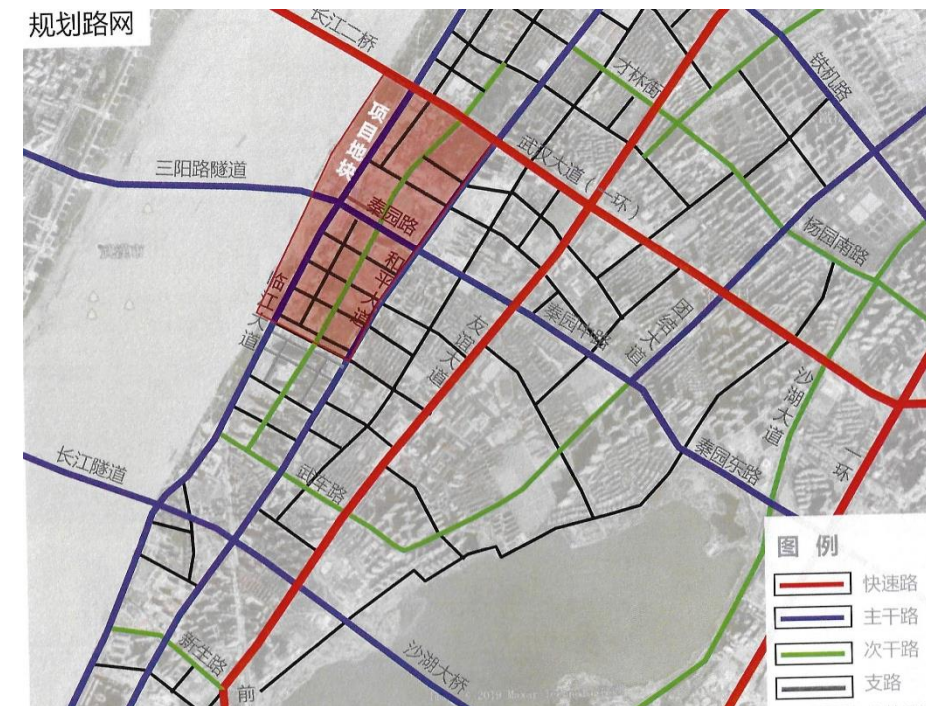 规划路网
长江二桥
才林街
铁机路
项目地块
三阳路隧道
武汉大道（一环）
秦园路
杨园南路
和平大道
临江大道
友谊大道
秦园中路
团结大道
沙湖大道
长江隧道
武车路
秦园东路
一环
图 例
快速路
主干路
次干路
支路
新生路
沙湖大桥
前